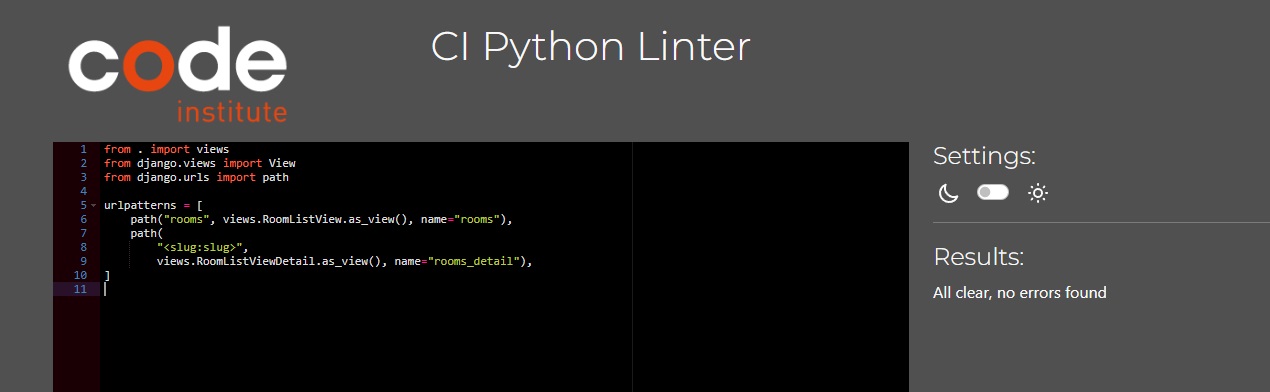 code
institute
CI Python Linter
1 from . import views
2 from django.views import View
3 from django.urls import path
4
5 urlpatterns = [
6     path("rooms", views.RoomListView.as_view(), name="rooms"),
7     path(
8         "<slug:slug>",
9         views.RoomListViewDetail.as_view(), name="rooms_detail"),
10 ]
11
Settings:
Results:
All clear, no errors found